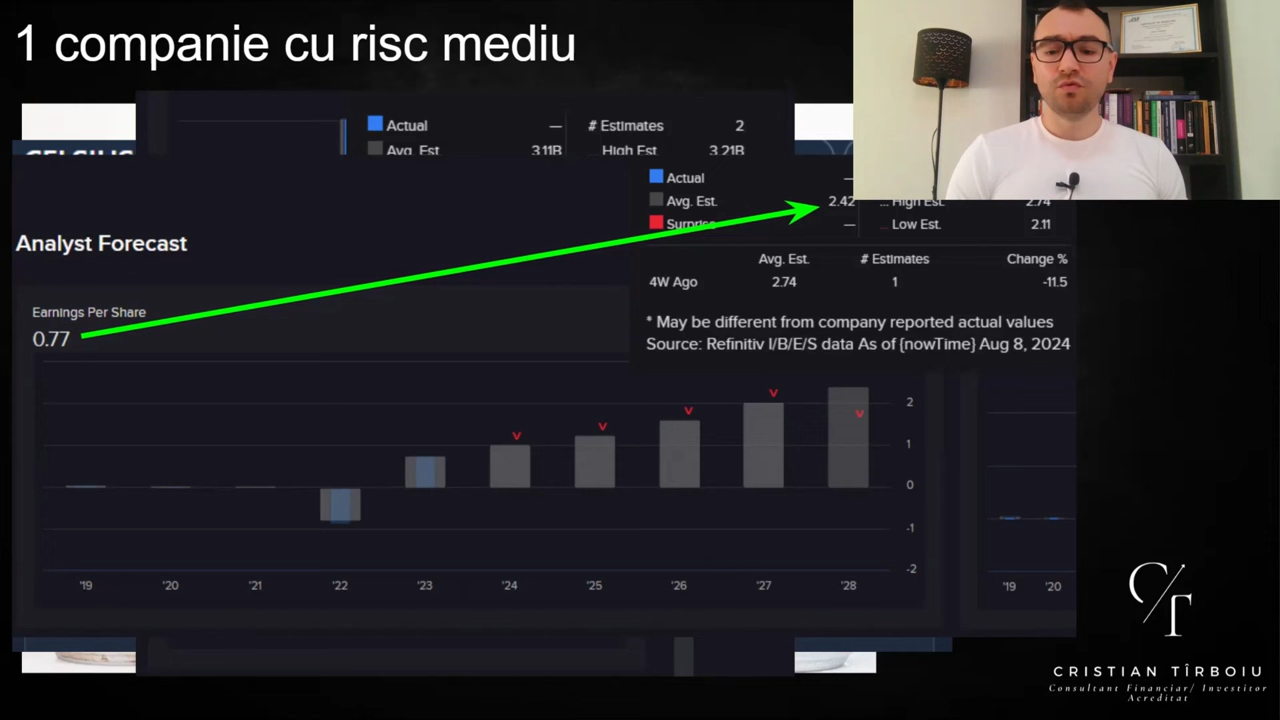 1 companie cu risc mediu
CELSIUS
Actual — # Estimates 2
Avg. Est. 3.11B High Est. 3.21B
Actual —
Avg. Est. 2.42 ... High Est. 2.74
Surprise — Low Est. 2.11
Avg. Est. # Estimates Change %
4W Ago 2.74 1 -11.5
* May be different from company reported actual values
Source: Refinitiv I/B/E/S data As of {nowTime} Aug 8, 2024
Analyst Forecast
Earnings Per Share
0.77
2
1
0
-1
-2
'19 '20 '21 '22 '23 '24 '25 '26 '27 '28
'19 '20
CRISTIAN TÎRBOIU
Consultant Financiar/ Investitor
Acreditat